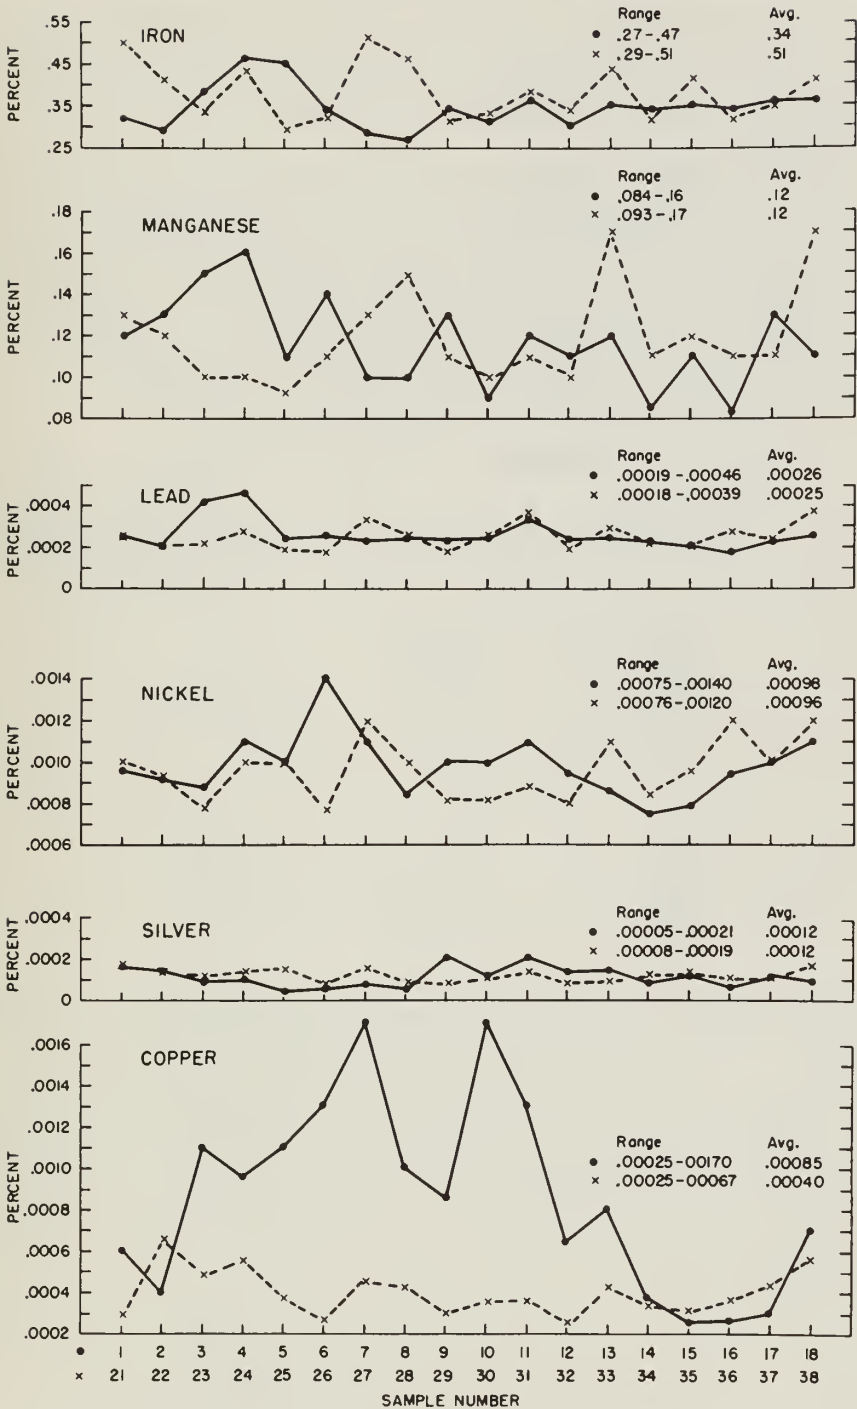 IRON
Range Avg.
● .27-.47 .34
× .29-.51 .51
PERCENT
.55
.45
.35
.25
MANGANESE
Range Avg.
● .084-.16 .12
× .093-.17 .12
PERCENT
.18
.16
.14
.12
.10
.08
LEAD
Range Avg.
● .00019-.00046 .00026
× .00018-.00039 .00025
PERCENT
.0004
.0002
0
NICKEL
Range Avg.
● .00075-.00140 .00098
× .00076-.00120 .00096
PERCENT
.0014
.0012
.0010
.0008
.0006
SILVER
Range Avg.
● .00005-.00021 .00012
× .00008-.00019 .00012
PERCENT
.0004
.0002
0
COPPER
Range Avg.
● .00025-00170 .00085
× .00025-00067 .00040
PERCENT
.0016
.0014
.0012
.0010
.0008
.0006
.0004
.0002
● 1 2 3 4 5 6 7 8 9 10 11 12 13 14 15 16 17 18
× 21 22 23 24 25 26 27 28 29 30 31 32 33 34 35 36 37 38
SAMPLE NUMBER